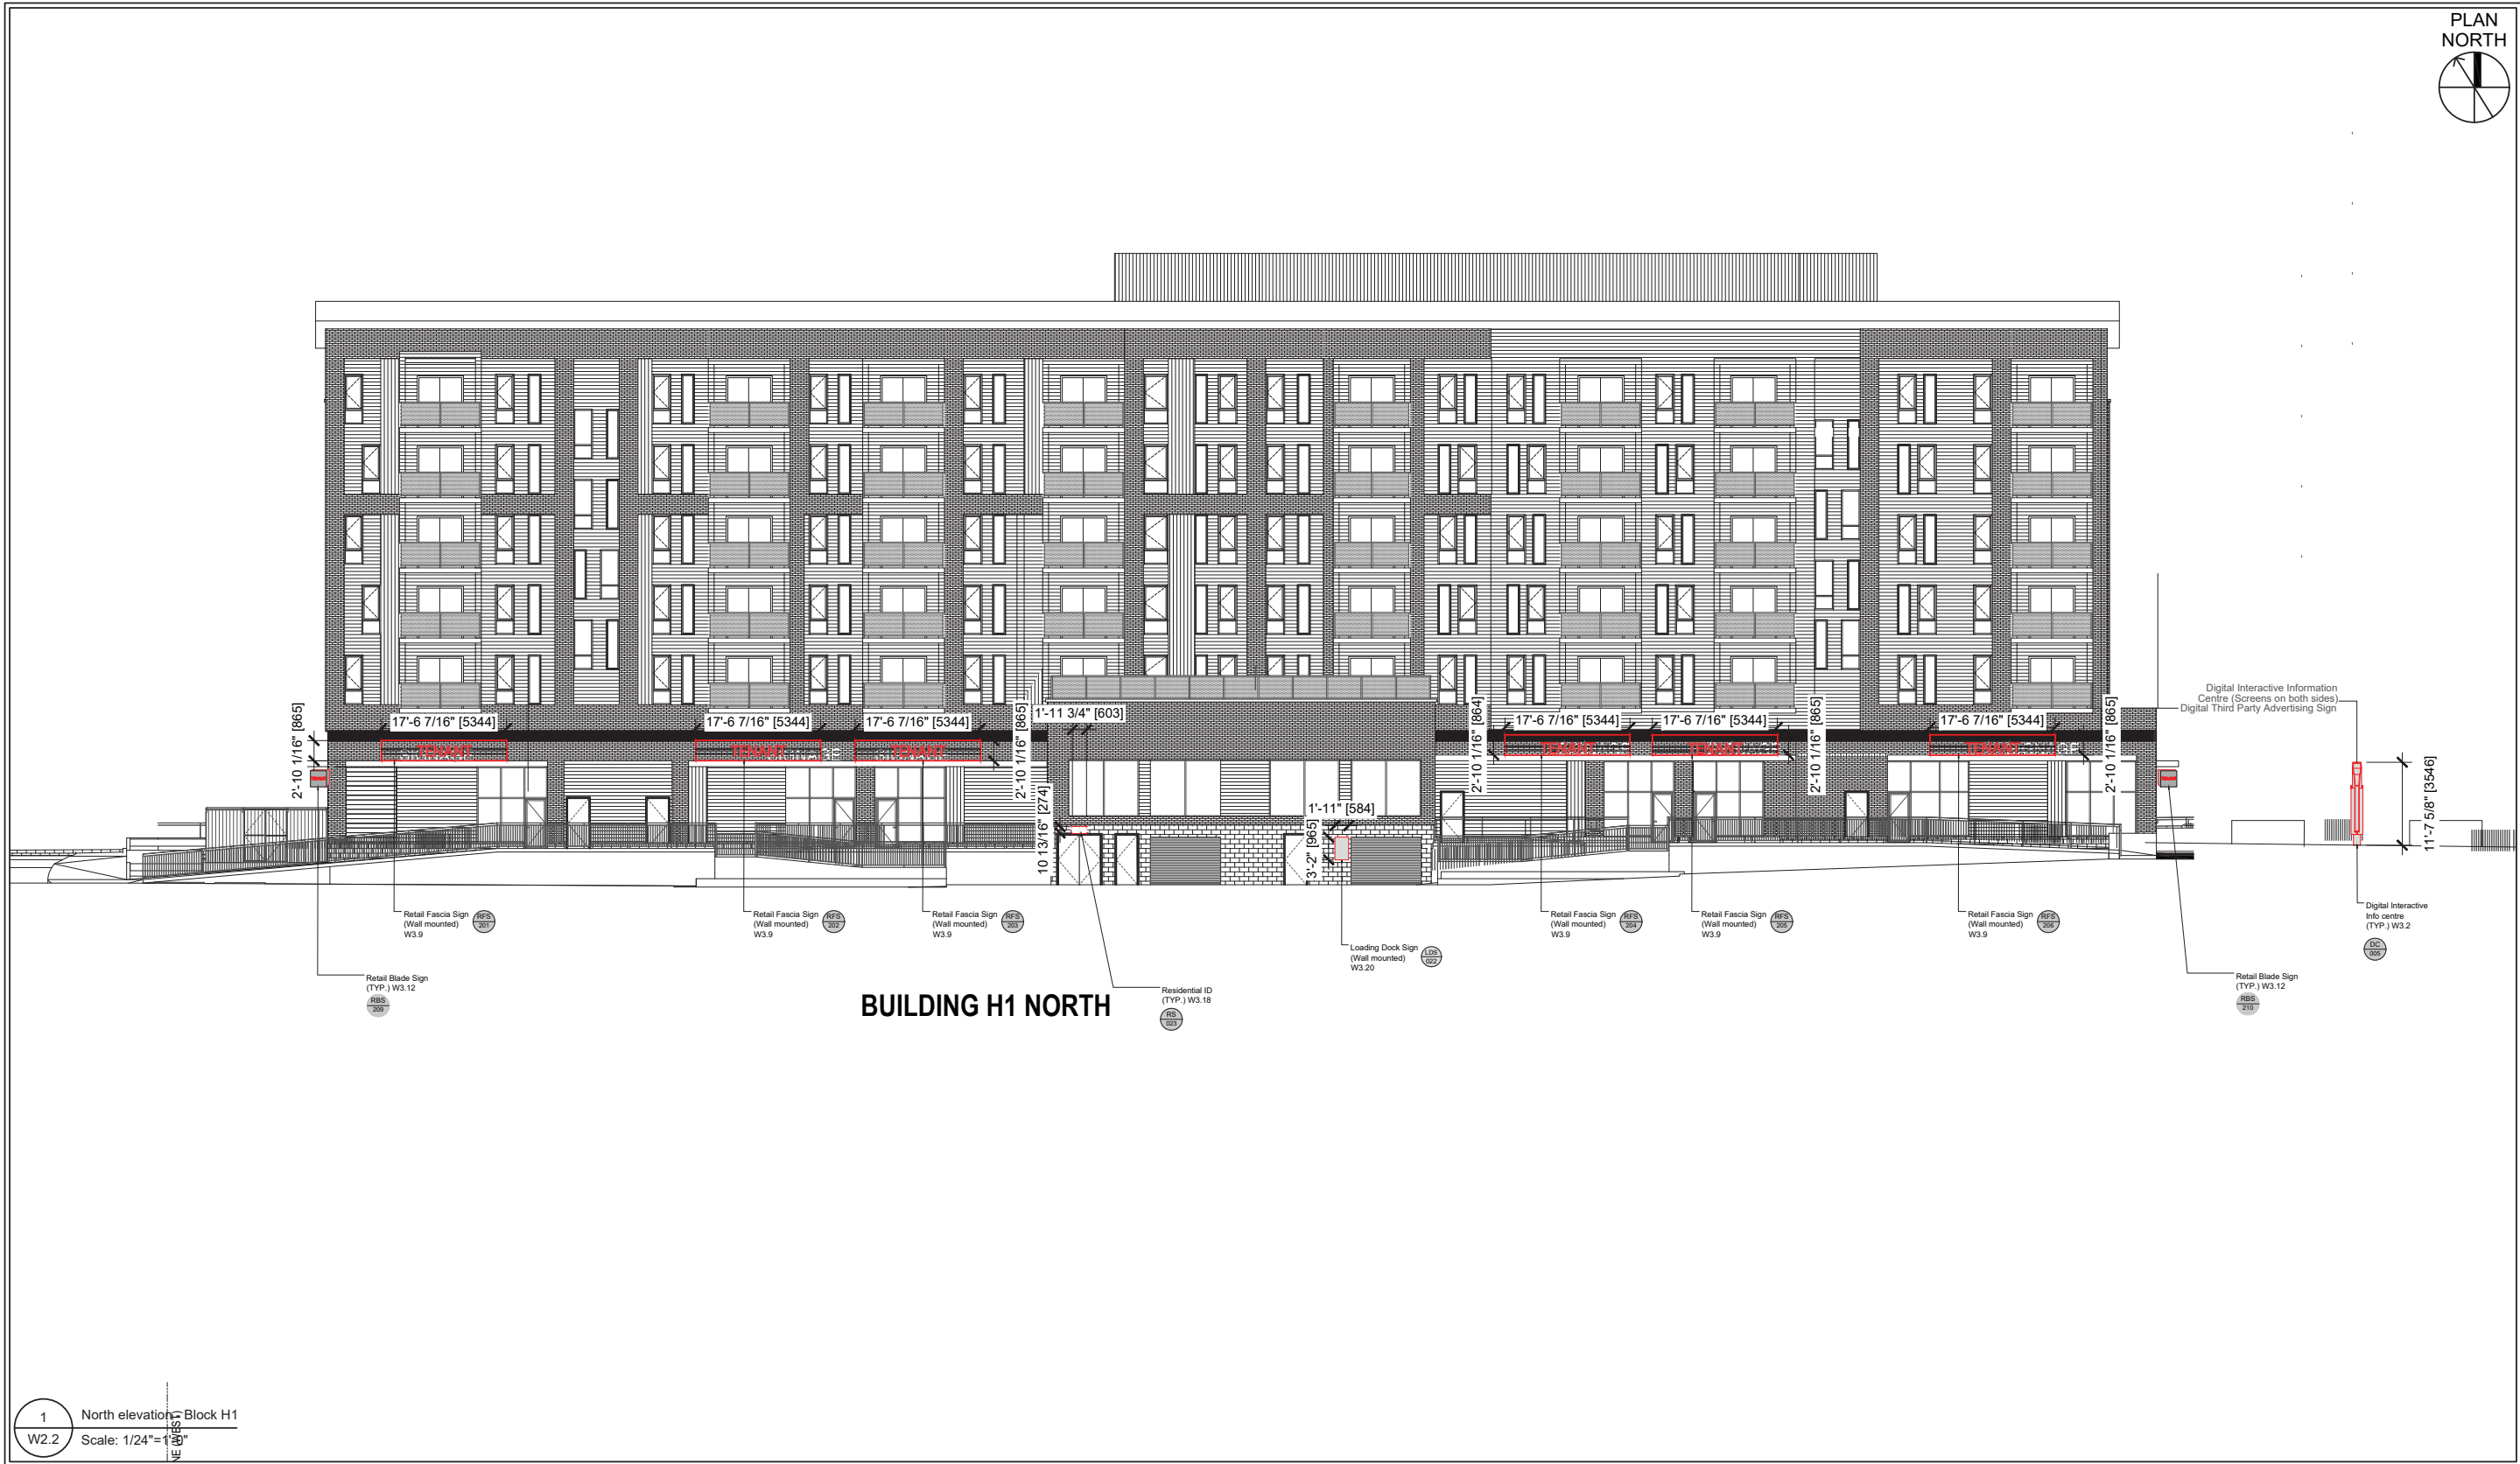 PLAN
NORTH
Digital Interactive Information
Centre (Screens on both sides)
Digital Third Party Advertising Sign
2'- 10 1/16" [865]
17'-6 7/16" [5344]
17'-6 7/16" [5344]
17'-6 7/16" [5344]
2'-10 1/16" [865]
1'-11 3/4" [603]
2'-10 1/16" [864]
17'-6 7/16" [5344]
17'-6 7/16" [5344]
2'-10 1/16" [865]
17'-6 7/16" [5344]
2'-10 1/16" [865]
TENANT
TENANT
TENANT
TENANT
TENANT
TENANT
10 13/16" [274]
1'-11" [584]
3'-2" [965]
11'-7 5/8" [3546]
Retail Fascia Sign
(Wall mounted)
W3.9
RFS
201
Retail Fascia Sign
(Wall mounted)
W3.9
RFS
202
Retail Fascia Sign
(Wall mounted)
W3.9
RFS
203
Retail Fascia Sign
(Wall mounted)
W3.9
RFS
204
Retail Fascia Sign
(Wall mounted)
W3.9
RFS
205
Retail Fascia Sign
(Wall mounted)
W3.9
RFS
206
Digital Interactive
Info centre
(TYP.) W3.2
DC
005
Loading Dock Sign
(Wall mounted)
W3.20
LDS
022
Retail Blade Sign
(TYP.) W3.12
RBS
209
Residential ID
(TYP.) W3.18
RS
023
Retail Blade Sign
(TYP.) W3.12
RBS
210
BUILDING H1 NORTH
1
W2.2
North elevation - Block H1
Scale: 1/24"=1'-0"
NE (WEST)